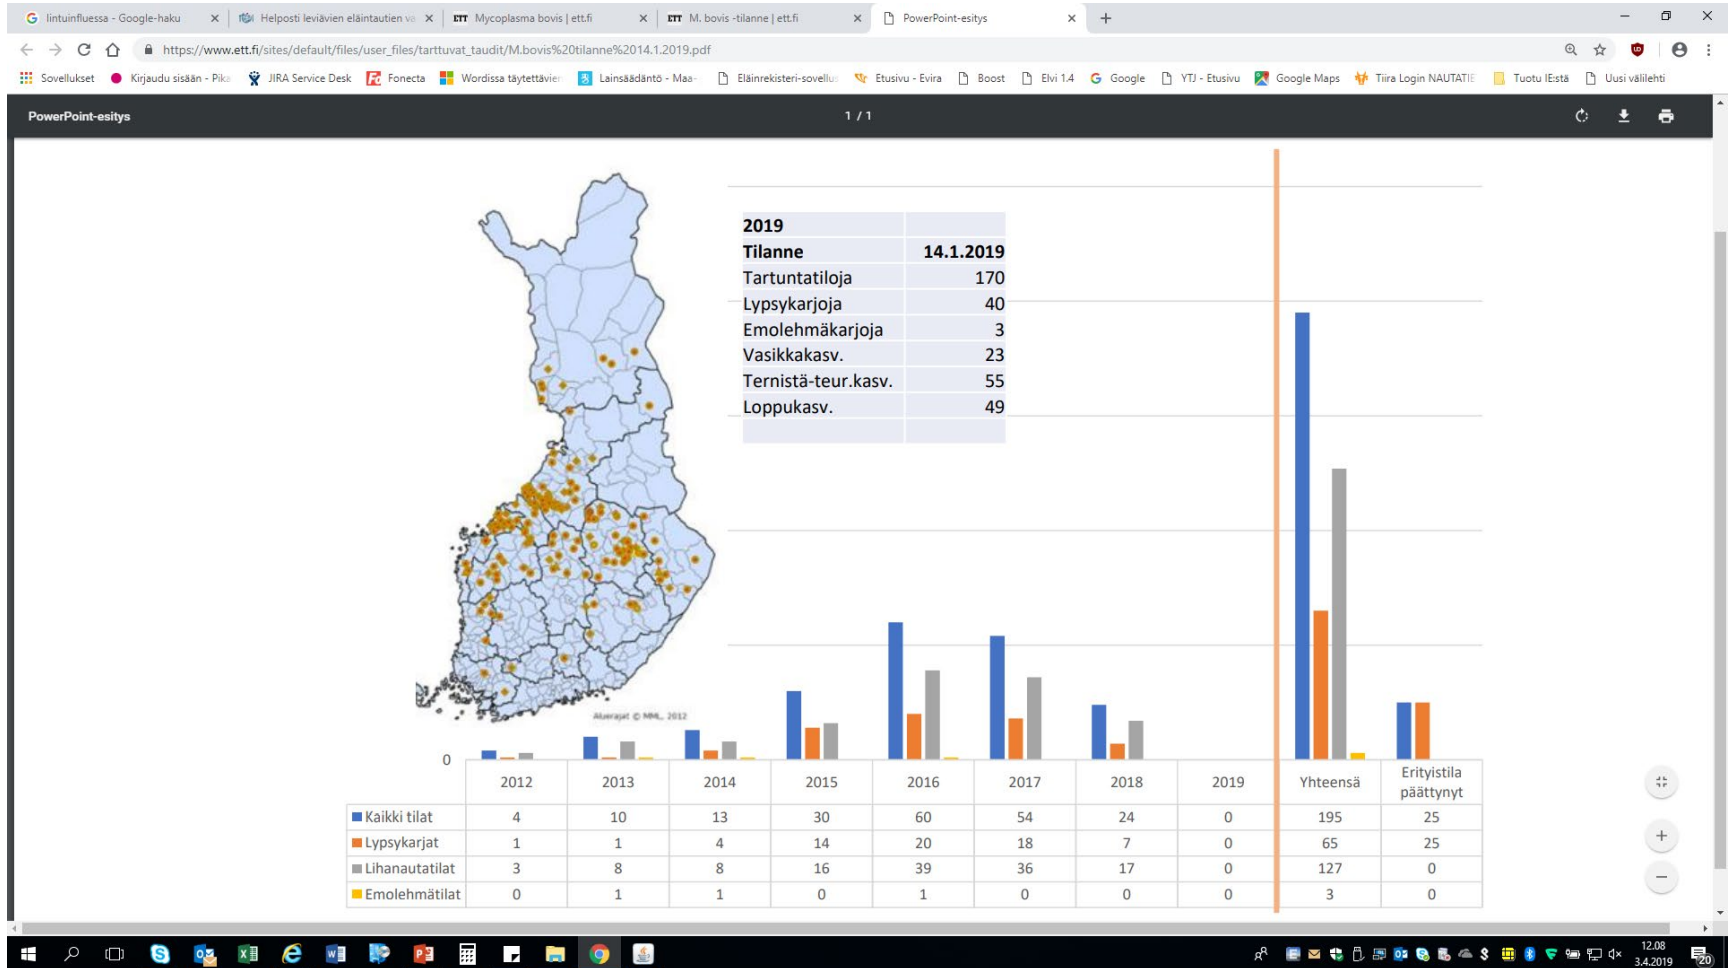 lintuinfluessa - Google-haku
Helposti leviävien eläintautien va
Mycoplasma bovis | ett.fi
M. bovis -tilanne | ett.fi
PowerPoint-esitys
https://www.ett.fi/sites/default/files/user_files/tarttuvat_taudit/M.bovis%20tilanne%2014.1.2019.pdf
Sovellukset Kirjaudu sisään - Pika JIRA Service Desk Fonecta Wordissa täytettävien Lainsäädäntö - Maa- Eläinrekisteri-sovellu Etusivu - Evira Boost Elvi 1.4 Google YTJ - Etusivu Google Maps Tiira Login NAUTATIE Tuotu IE:stä Uusi välilehti
PowerPoint-esitys 1 / 1
2019
Tilanne 14.1.2019
Tartuntatiloja 170
Lypsykarjoja 40
Emolehmäkarjoja 3
Vasikkakasv. 23
Ternistä-teur.kasv. 55
Loppukasv. 49
Aluerajat © MML, 2012
0
2012 2013 2014 2015 2016 2017 2018 2019 Yhteensä Erityistila päättynyt
Kaikki tilat 4 10 13 30 60 54 24 0 195 25
Lypsykarjat 1 1 4 14 20 18 7 0 65 25
Lihanautatilat 3 8 8 16 39 36 17 0 127 0
Emolehmätilat 0 1 1 0 1 0 0 0 3 0
12.08
3.4.2019
20